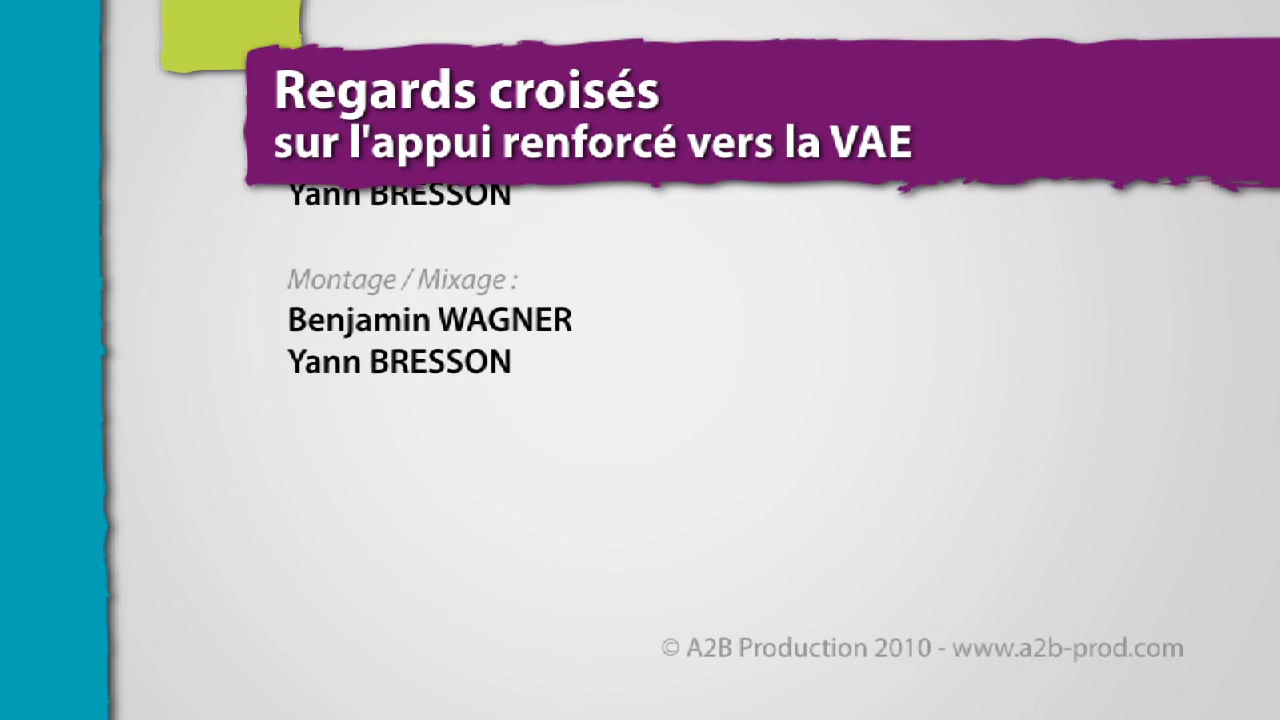 Regards croisés
sur l'appui renforcé vers la VAE
Yann BRESSON
Montage / Mixage :
Benjamin WAGNER
Yann BRESSON
© A2B Production 2010 - www.a2b-prod.com